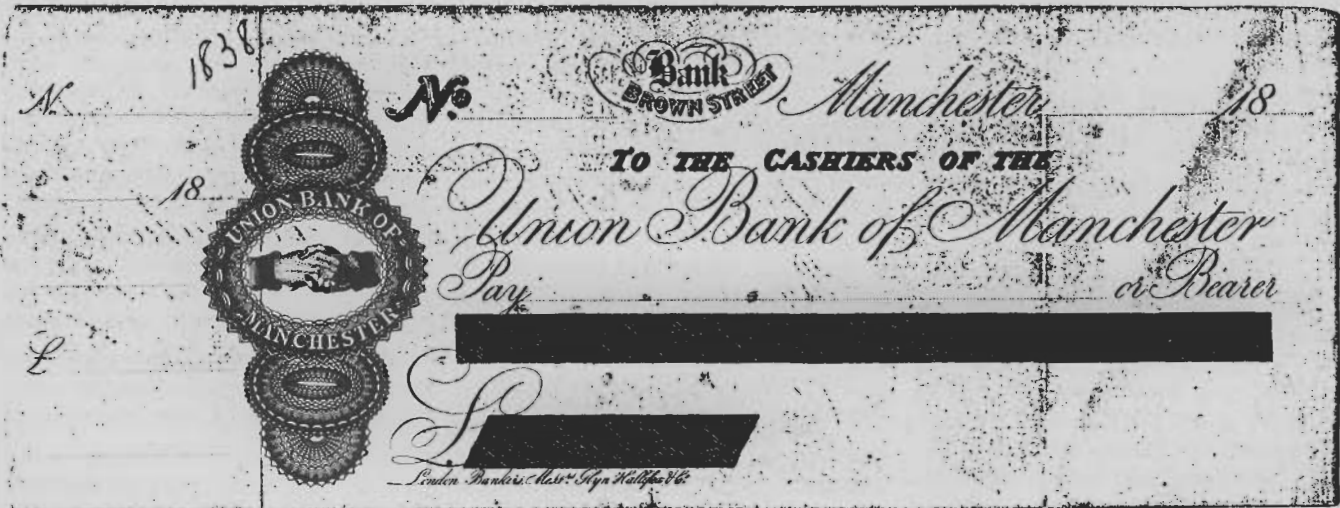 1838
No.
18
£
UNION BANK OF
MANCHESTER
No.
Bank
BROWN STREET
Manchester 18
TO THE CASHIERS OF THE
Union Bank of Manchester
Pay or Bearer
£
London Bankers, Messrs Glyn Hallifax & Co.